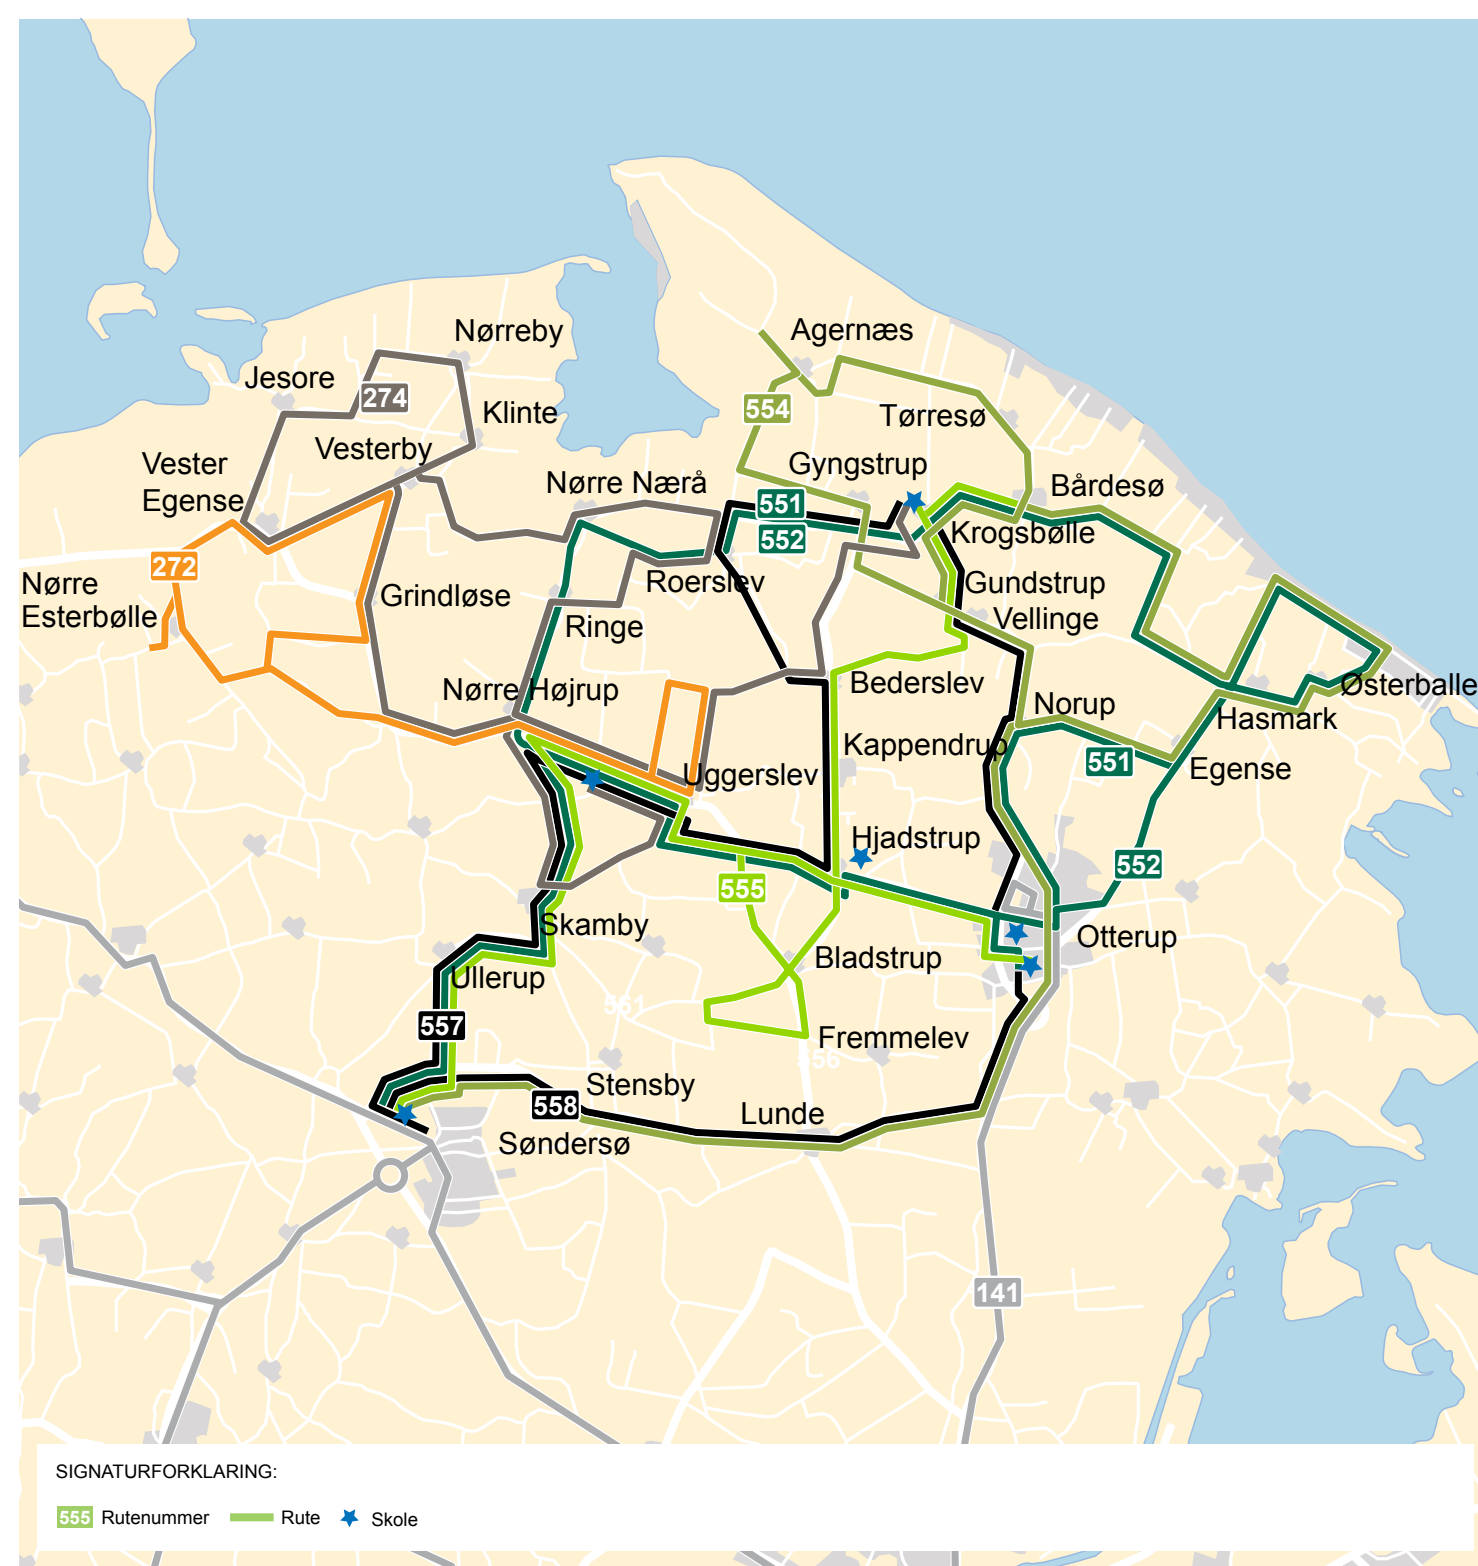 Agernæs
Nørreby
Jesore
274
Klinte
554
Tørresø
Vesterby
Vester
Egense
Gyngstrup
Nørre Nærå
Bårdesø
551
552
Krogsbølle
272
Nørre
Esterbølle
Grindløse
Roerslev
Gundstrup
Vellinge
Ringe
Nørre Højrup
Bederslev
Østerballe
Norup
Hasmark
Kappendrup
551
Egense
Uggerslev
Hjadstrup
552
555
Skamby
Otterup
Bladstrup
Ullerup
551
557
Fremmelev
556
Stensby
558
Lunde
Søndersø
141
SIGNATURFORKLARING:
555 Rutenummer Rute Skole